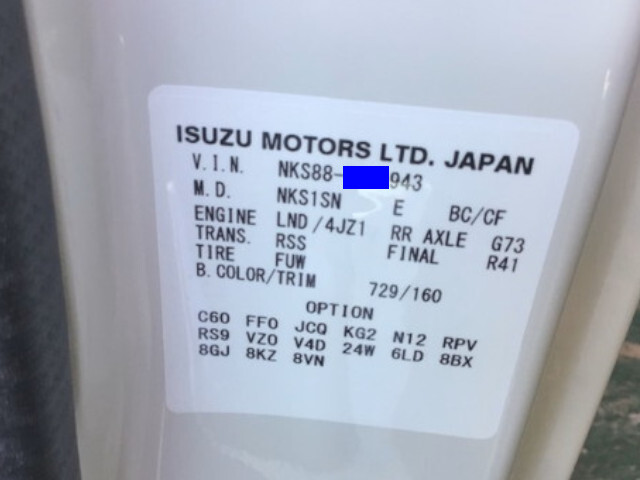 ISUZU MOTORS LTD. JAPAN
V.I.N. NKS88- 943
M.D. NKS1SN E BC/CF
ENGINE LND/4JZ1 RR AXLE G73
TRANS. RSS FINAL R41
TIRE FUW
B.COLOR/TRIM 729/160
OPTION
C60 FF0 JCQ KG2 N12 RPV
RS9 VZ0 V4D 24W 6LD 8BX
8GJ 8KZ 8VN